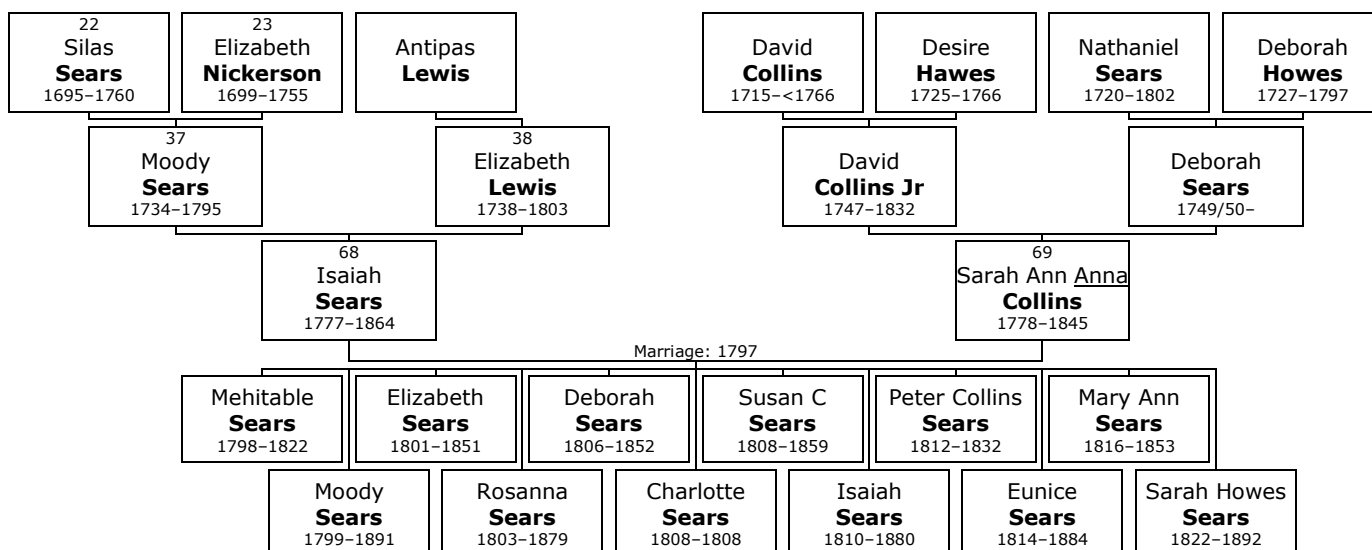 22
Silas
Sears
1695–1760
23
Elizabeth
Nickerson
1699–1755
Antipas
Lewis
David
Collins
1715–<1766
Desire
Hawes
1725–1766
Nathaniel
Sears
1720–1802
Deborah
Howes
1727–1797
37
Moody
Sears
1734–1795
38
Elizabeth
Lewis
1738–1803
David
Collins Jr
1747–1832
Deborah
Sears
1749/50–
68
Isaiah
Sears
1777–1864
69
Sarah Ann Anna
Collins
1778–1845
Marriage: 1797
Mehitable
Sears
1798–1822
Elizabeth
Sears
1801–1851
Deborah
Sears
1806–1852
Susan C
Sears
1808–1859
Peter Collins
Sears
1812–1832
Mary Ann
Sears
1816–1853
Moody
Sears
1799–1891
Rosanna
Sears
1803–1879
Charlotte
Sears
1808–1808
Isaiah
Sears
1810–1880
Eunice
Sears
1814–1884
Sarah Howes
Sears
1822–1892